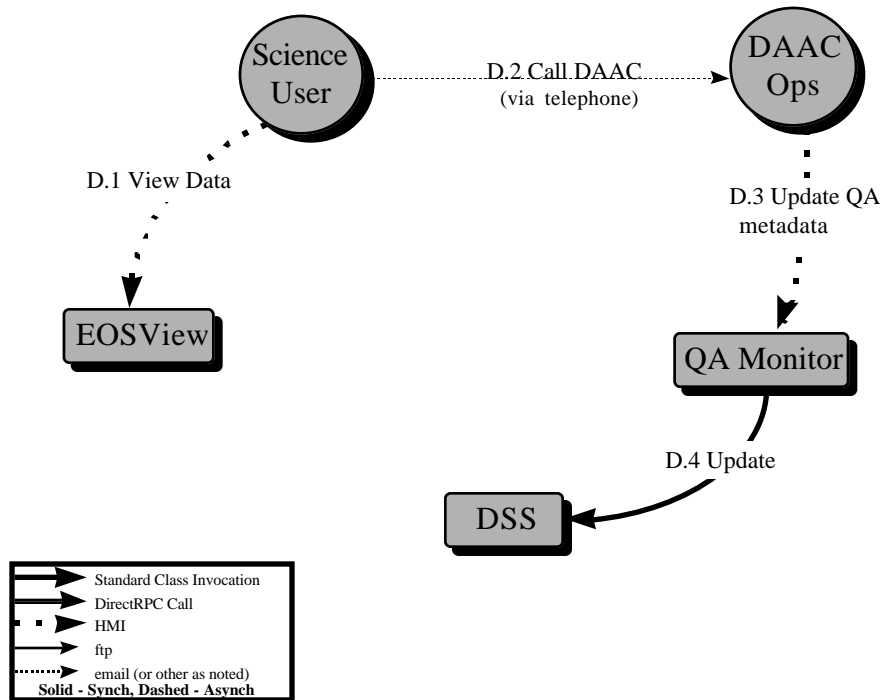 Science
User
D.2 Call DAAC
(via telephone)
DAAC
Ops
D.1 View Data
D.3 Update QA
metadata
EOSView
QA Monitor
D.4 Update
DSS
Standard Class Invocation
DirectRPC Call
HMI
ftp
email (or other as noted)
Solid - Synch, Dashed - Asynch